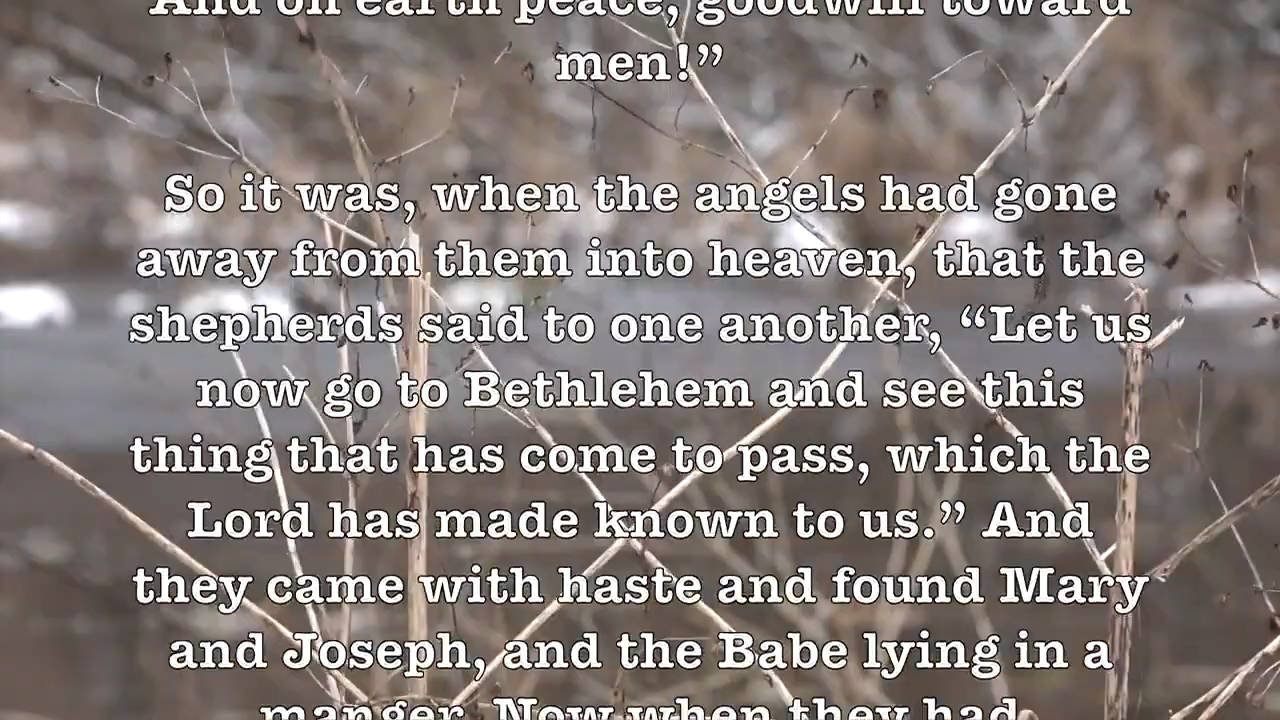 And on earth peace, goodwill toward
men!”
So it was, when the angels had gone
away from them into heaven, that the
shepherds said to one another, “Let us
now go to Bethlehem and see this
thing that has come to pass, which the
Lord has made known to us.” And
they came with haste and found Mary
and Joseph, and the Babe lying in a
manger. Now when they had